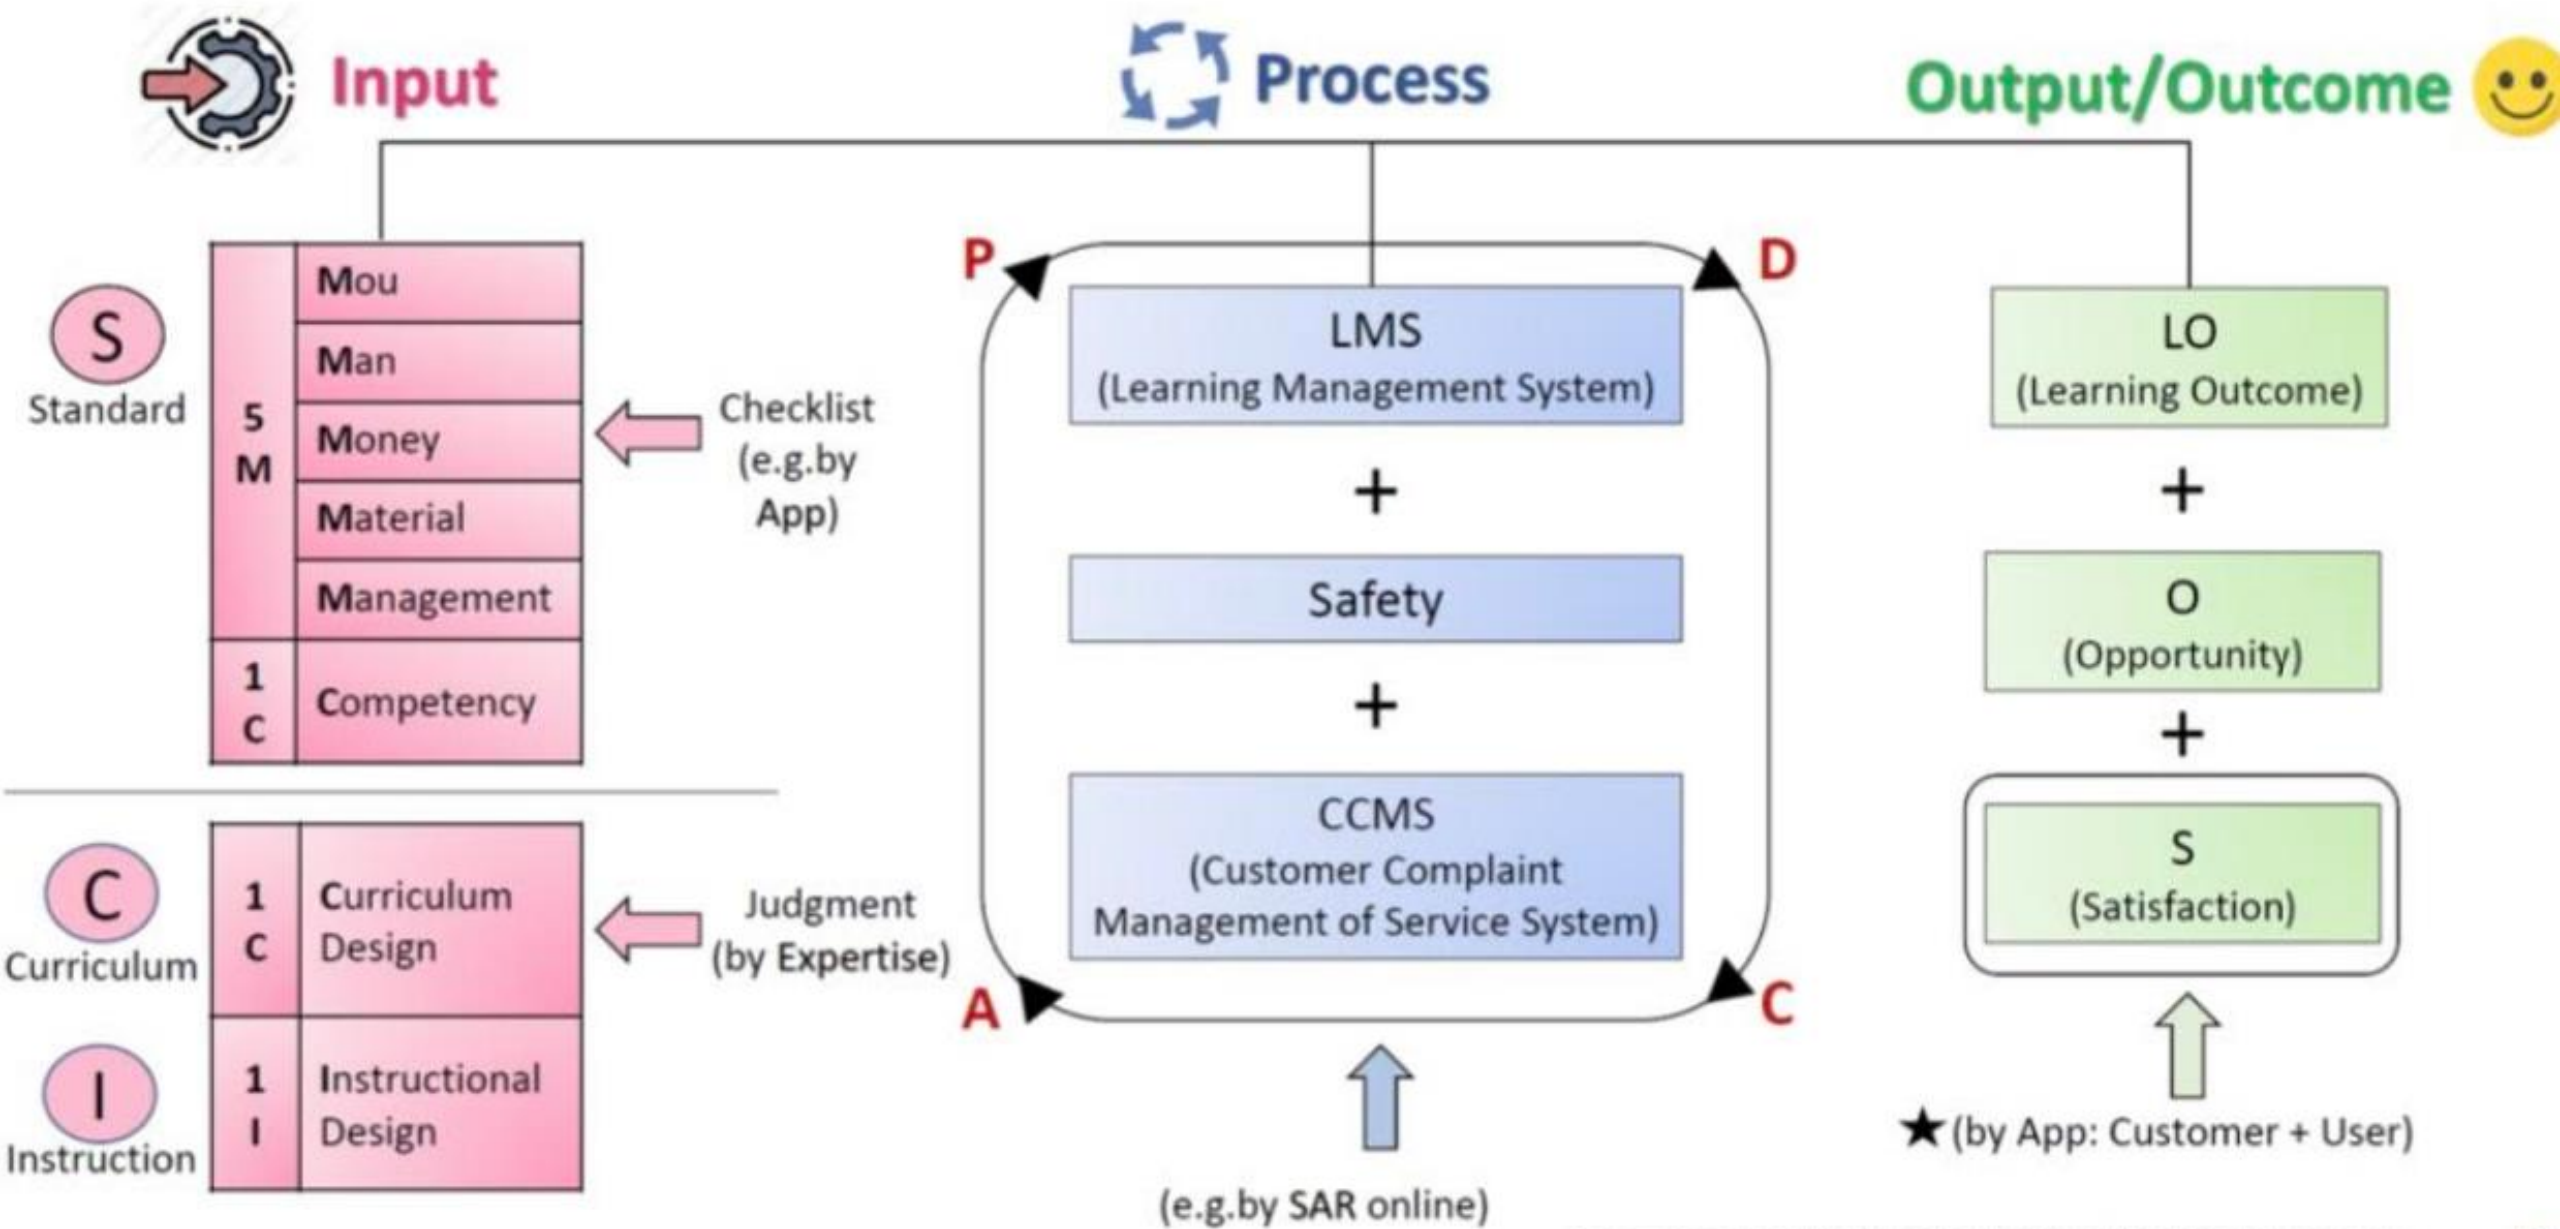 Input
Process
Output/Outcome
S
Standard
5
M
Mou
Man
Money
Material
Management
1
C
Competency
Checklist
(e.g.by
App)
C
Curriculum
1
C
Curriculum
Design
I
Instruction
1
I
Instructional
Design
Judgment
(by Expertise)
P
D
LMS
(Learning Management System)
+
Safety
+
CCMS
(Customer Complaint
Management of Service System)
A
C
(e.g.by SAR online)
LO
(Learning Outcome)
+
O
(Opportunity)
+
S
(Satisfaction)
★(by App: Customer + User)